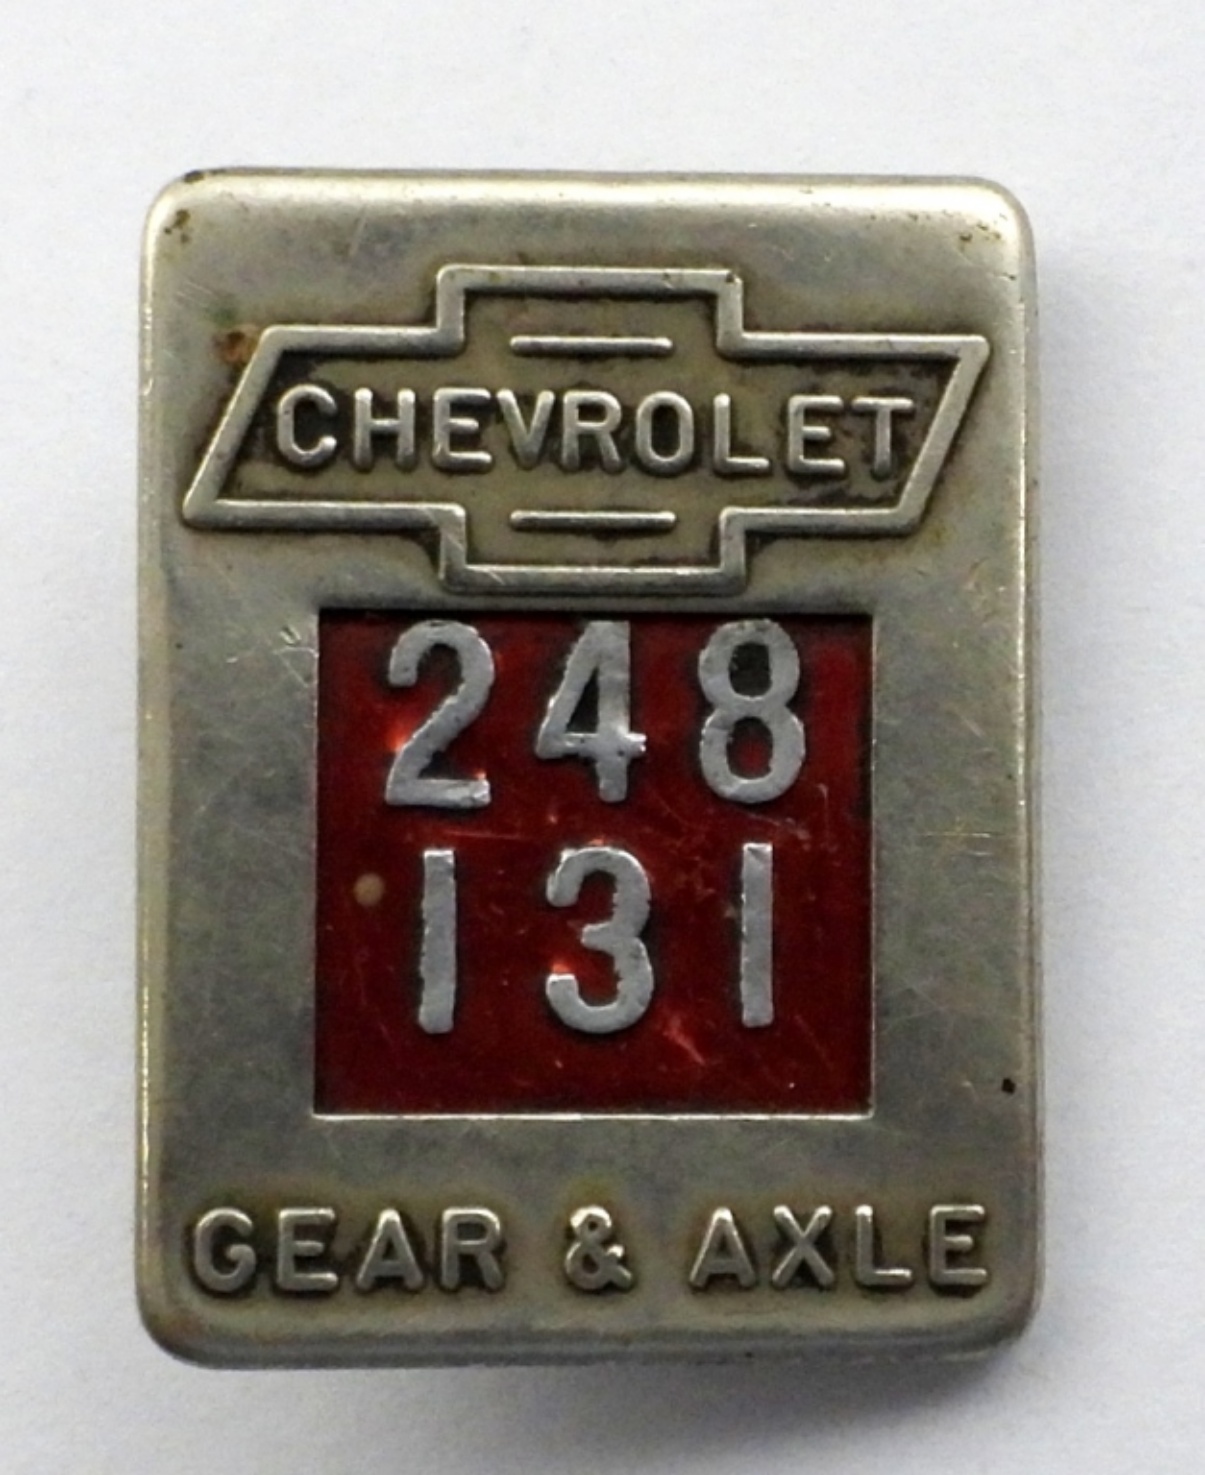 CHEVROLET
248
131
GEAR & AXLE